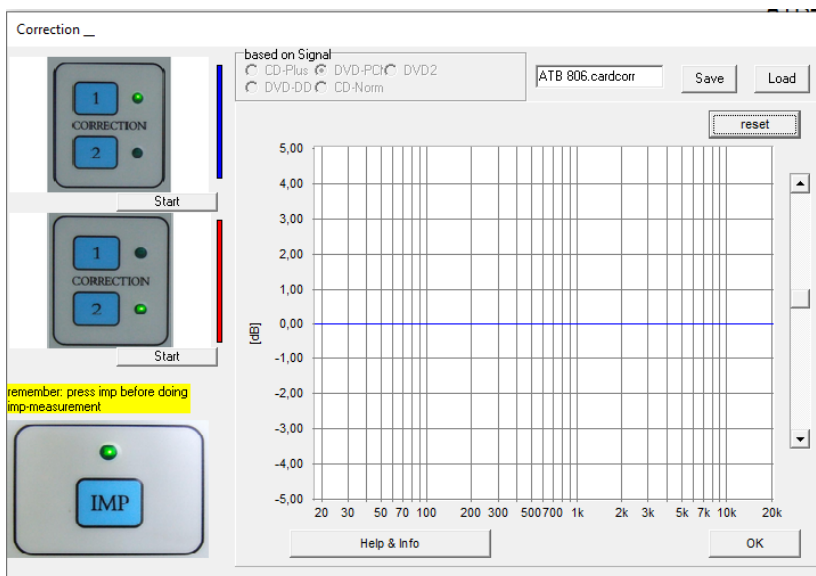 Correction __
based on Signal
CD-Plus DVD-PCM DVD2
DVD-DD CD-Norm
ATB 806.cardcorr
Save
Load
reset
1
CORRECTION
2
Start
1
CORRECTION
2
Start
remember: press imp before doing
imp-measurement
IMP
[dB]
5,00
4,00
3,00
2,00
1,00
0,00
-1,00
-2,00
-3,00
-4,00
-5,00
20 30 50 70 100 200 300 500 700 1k 2k 3k 5k 7k 10k 20k
Help & Info
OK